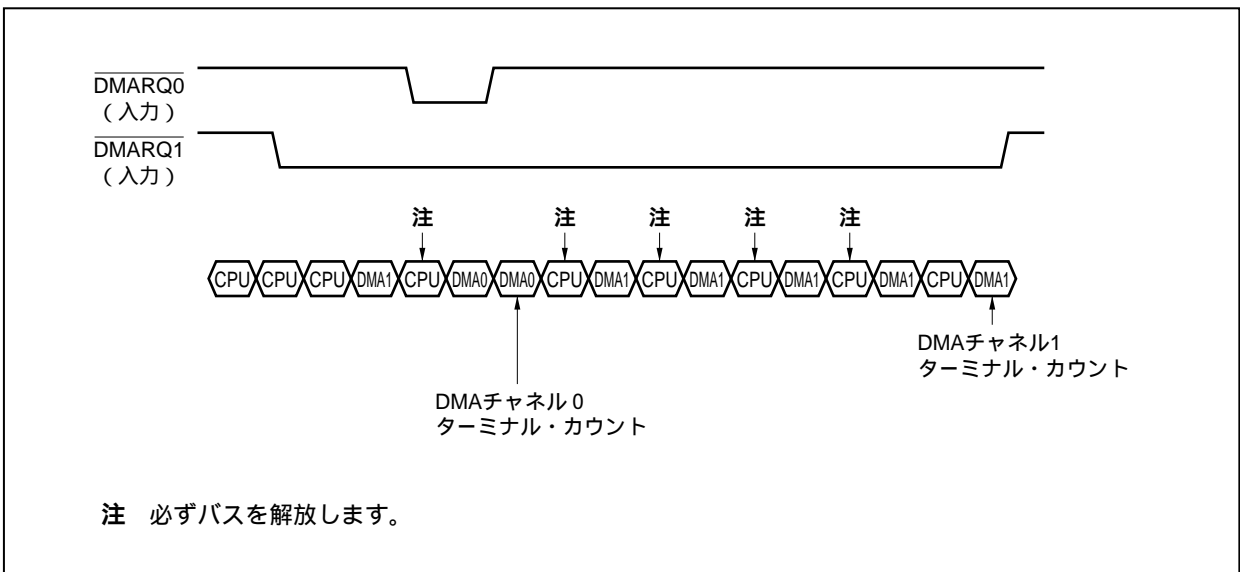 DMARQ0
（入力）
DMARQ1
（入力）
注 注 注 注 注
CPU CPU CPU DMA1 CPU DMA0 DMA0 CPU DMA1 CPU DMA1 CPU DMA1 CPU DMA1 CPU DMA1
DMAチャネル1
ターミナル・カウント
DMAチャネル0
ターミナル・カウント
注 必ずバスを解放します。